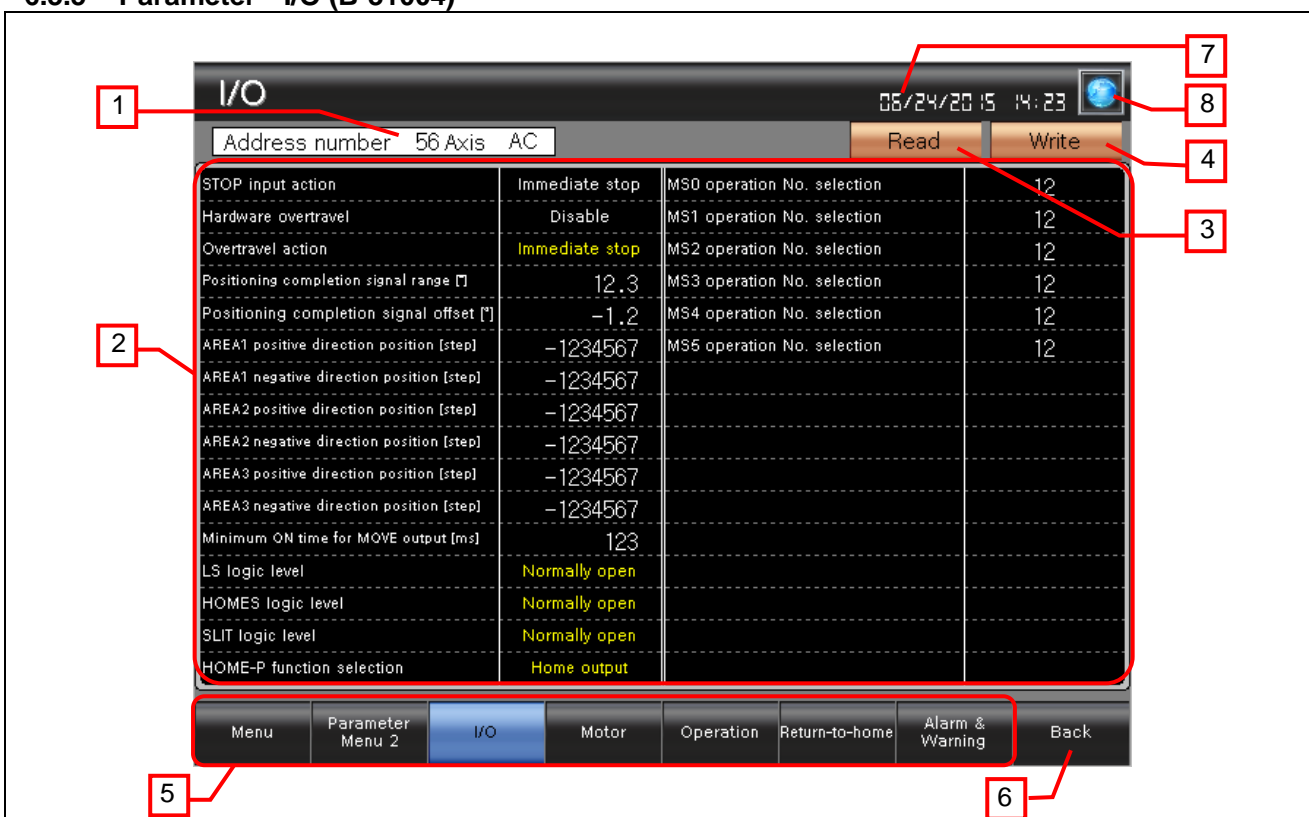 Parameter I/O
7
I/O
06/24/2015 14:23
1
8
Address number 56 Axis AC
Read
Write
4
STOP input action Immediate stop MS0 operation No. selection 12
Hardware overtravel Disable MS1 operation No. selection 12
3
Overtravel action Immediate stop MS2 operation No. selection 12
Positioning completion signal range [°] 12.3 MS3 operation No. selection 12
Positioning completion signal offset [°] -1.2 MS4 operation No. selection 12
2
AREA1 positive direction position [step] -1234567 MS5 operation No. selection 12
AREA1 negative direction position [step] -1234567
AREA2 positive direction position [step] -1234567
AREA2 negative direction position [step] -1234567
AREA3 positive direction position [step] -1234567
AREA3 negative direction position [step] -1234567
Minimum ON time for MOVE output [ms] 123
LS logic level Normally open
HOMES logic level Normally open
SLIT logic level Normally open
HOME-P function selection Home output
Menu
Parameter
Menu 2
I/O
Motor
Operation
Return-to-home
Alarm &
Warning
Back
5
6